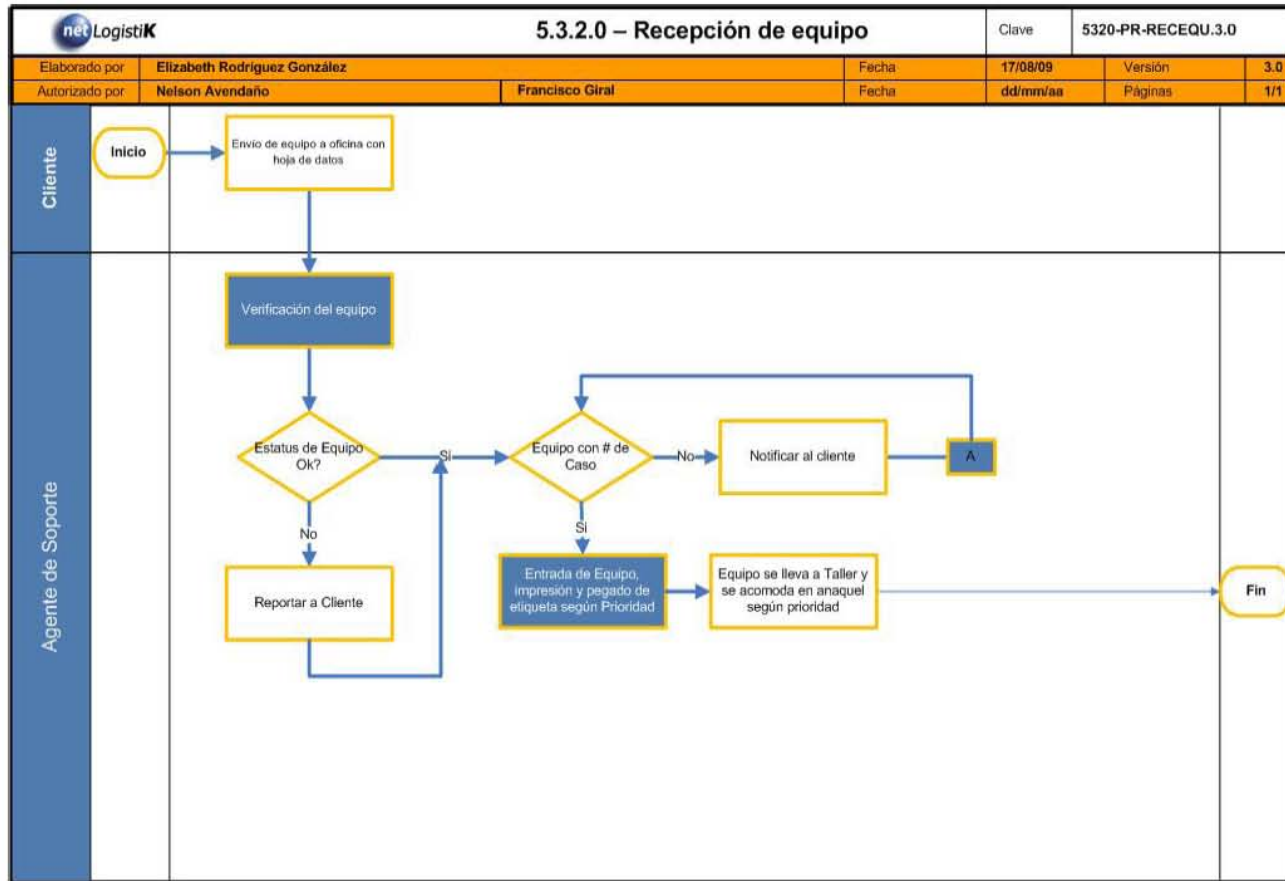 net LogistiK
5.3.2.0 – Recepción de equipo
Clave
5320-PR-RECEQU.3.0
Elaborado por
Elizabeth Rodríguez González
Fecha
17/08/09
Versión
3.0
Autorizado por
Nelson Avendaño
Francisco Giral
Fecha
dd/mm/aa
Páginas
1/1
Cliente
Inicio
Envío de equipo a oficina con
hoja de datos
Agente de Soporte
Verificación del equipo
Estatus de Equipo
Ok?
Si
Equipo con # de
Caso
No
Notificar al cliente
A
No
Si
Reportar a Cliente
Entrada de Equipo,
impresión y pegado de
etiqueta según Prioridad
Equipo se lleva a Taller y
se acomoda en anaquel
según prioridad
Fin